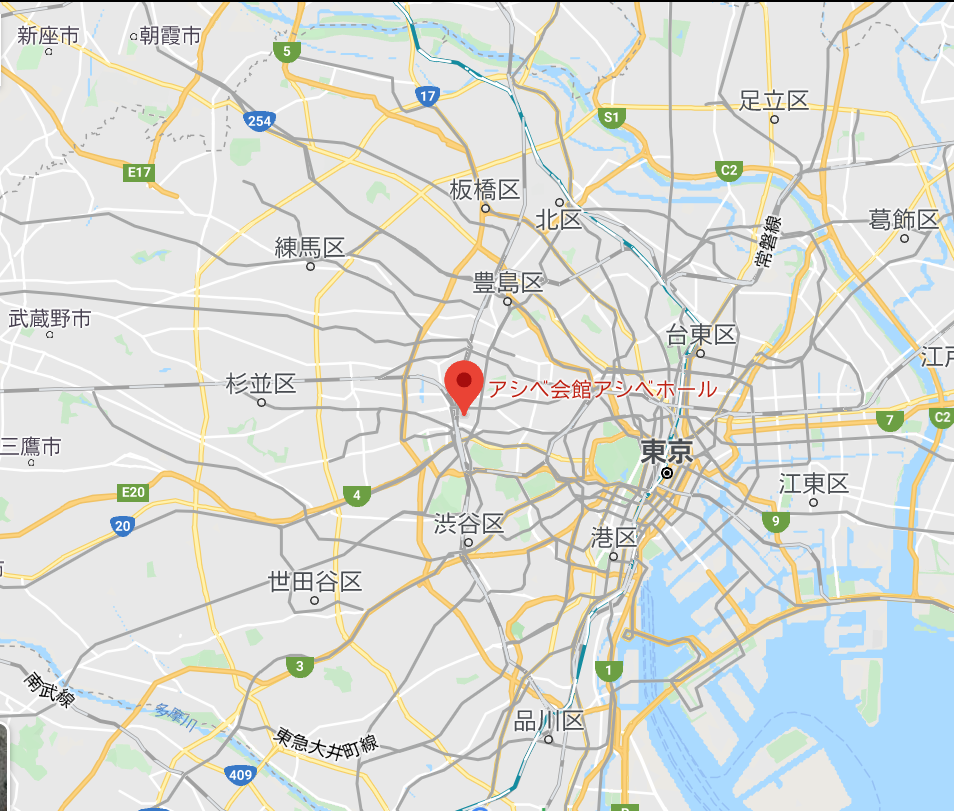 新座市
朝霞市
5
17
254
S1
足立区
E17
C2
板橋区
北区
葛飾区
常磐線
練馬区
豊島区
武蔵野市
台東区
杉並区
アシベ会館アシベホール
7
C2
三鷹市
東京
E20
4
江東区
20
渋谷区
港区
9
世田谷区
3
1
南武線
多摩川
品川区
東急大井町線
409